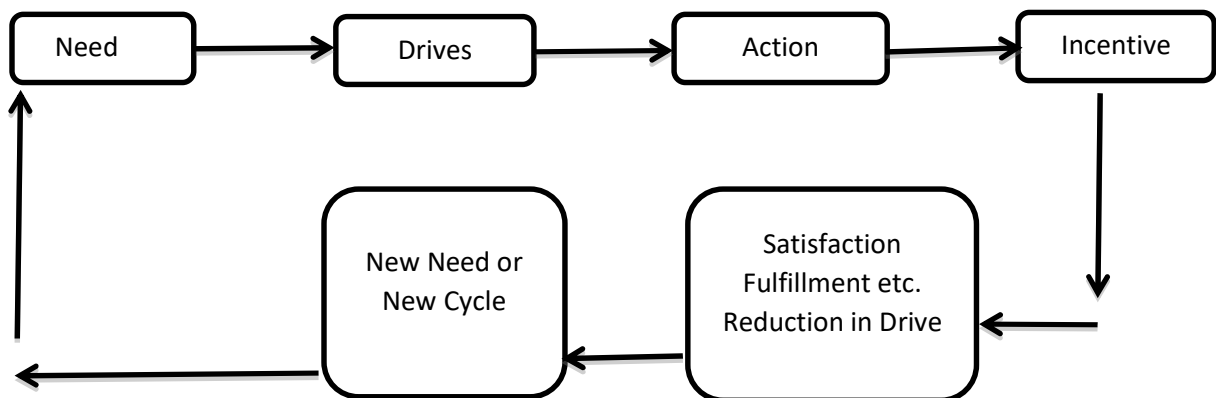 Need
Drives
Action
Incentive
New Need or
New Cycle
Satisfaction
Fulfillment etc.
Reduction in Drive